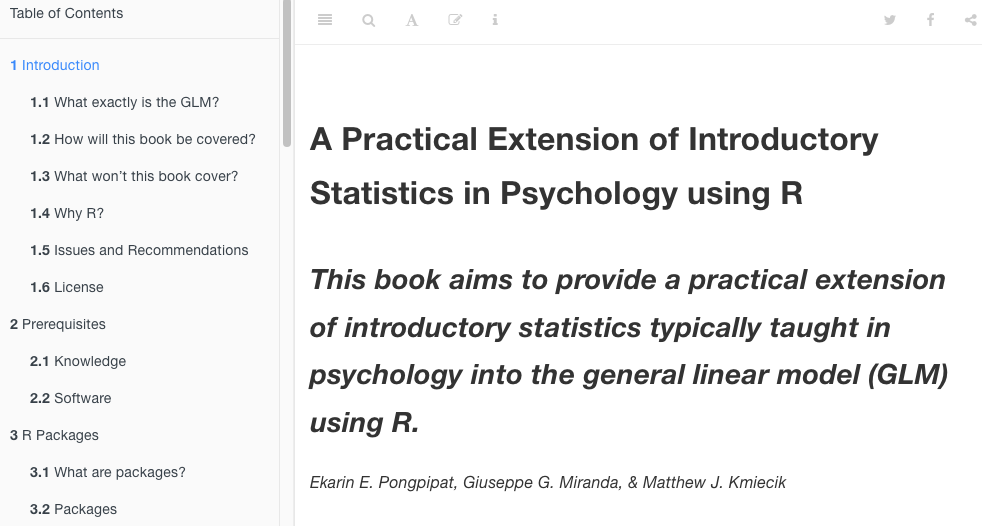 Table of Contents
1 Introduction
1.1 What exactly is the GLM?
1.2 How will this book be covered?
1.3 What won’t this book cover?
1.4 Why R?
1.5 Issues and Recommendations
1.6 License
2 Prerequisites
2.1 Knowledge
2.2 Software
3 R Packages
3.1 What are packages?
3.2 Packages
A Practical Extension of Introductory
Statistics in Psychology using R
This book aims to provide a practical extension
of introductory statistics typically taught in
psychology into the general linear model (GLM)
using R.
Ekarin E. Pongpipat, Giuseppe G. Miranda, & Matthew J. Kmiecik